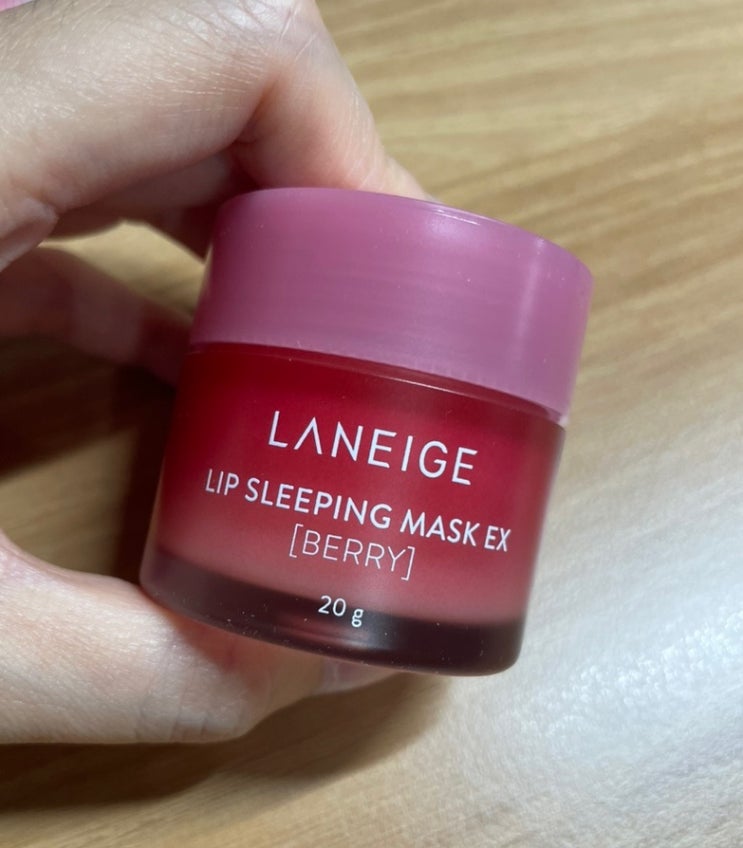 LANEIGE
LIP SLEEPING MASK EX
[BERRY]
20 g